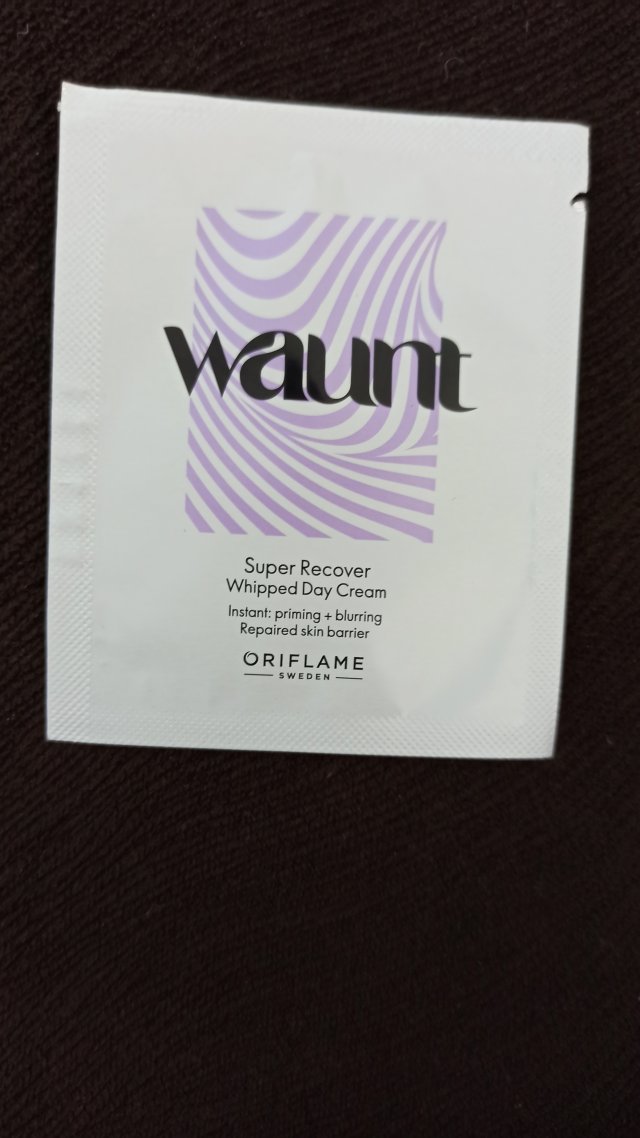 waunt
Super Recover
Whipped Day Cream
Instant: priming + blurring
Repaired skin barrier
ORIFLAME
SWEDEN